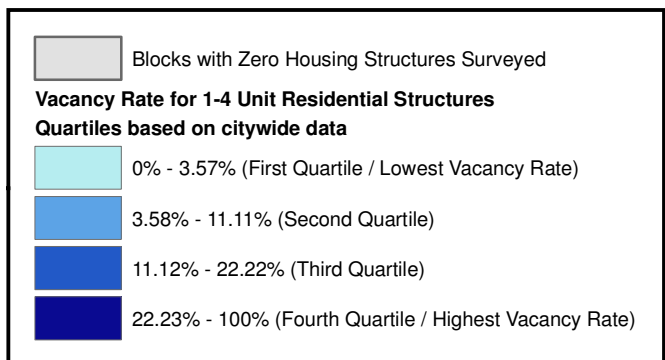 Blocks with Zero Housing Structures Surveyed
Vacancy Rate for 1-4 Unit Residential Structures
Quartiles based on citywide data
0% - 3.57% (First Quartile / Lowest Vacancy Rate)
3.58% - 11.11% (Second Quartile)
11.12% - 22.22% (Third Quartile)
22.23% - 100% (Fourth Quartile / Highest Vacancy Rate)